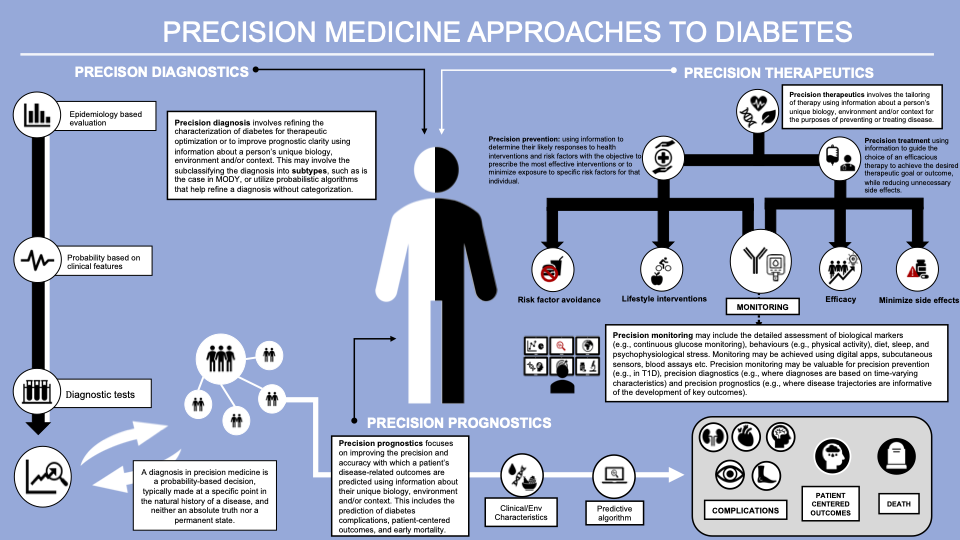 PRECISION MEDICINE APPROACHES TO DIABETES
PRECISON DIAGNOSTICS
PRECISION THERAPEUTICS
Epidemiology based
evaluation
Precision diagnosis involves refining the
characterization of diabetes for therapeutic
optimization or to improve prognostic clarity using
information about a person's unique biology,
environment and/or context. This may involve the
subclassifying the diagnosis into subtypes, such as is
the case in MODY, or utilize probabilistic algorithms
that help refine a diagnosis without categorization.
Precision therapeutics involves the tailoring
of therapy using information about a person's
unique biology, environment and/or context for
the purposes of preventing or treating disease.
Precision prevention: using information to
determine their likely responses to health
interventions and risk factors with the objective to
prescribe the most effective interventions or to
minimize exposure to specific risk factors for that
individual.
Precision treatment using
information to guide the
choice of an efficacious
therapy to achieve the desired
therapeutic goal or outcome,
while reducing unnecessary
side effects.
Probability based on
clinical features
Risk factor avoidance
Lifestyle interventions
MONITORING
Efficacy
Minimize side effects
Precision monitoring may include the detailed assessment of biological markers
(e.g., continuous glucose monitoring), behaviours (e.g., physical activity), diet, sleep, and
psychophysiological stress. Monitoring may be achieved using digital apps, subcutaneous
sensors, blood assays etc. Precision monitoring may be valuable for precision prevention
(e.g., in T1D), precision diagnostics (e.g., where diagnoses are based on time-varying
characteristics) and precision prognostics (e.g., where disease trajectories are informative
of the development of key outcomes).
Diagnostic tests
PRECISION PROGNOSTICS
Precision prognostics focuses
on improving the precision and
accuracy with which a patient's
disease-related outcomes are
predicted using information about
their unique biology, environment
and/or context. This includes the
prediction of diabetes
complications, patient-centered
outcomes, and early mortality.
A diagnosis in precision medicine is
a probability-based decision,
typically made at a specific point in
the natural history of a disease, and
neither an absolute truth nor a
permanent state.
Clinical/Env
Characteristics
Predictive
algorithm
COMPLICATIONS
PATIENT
CENTERED
OUTCOMES
DEATH